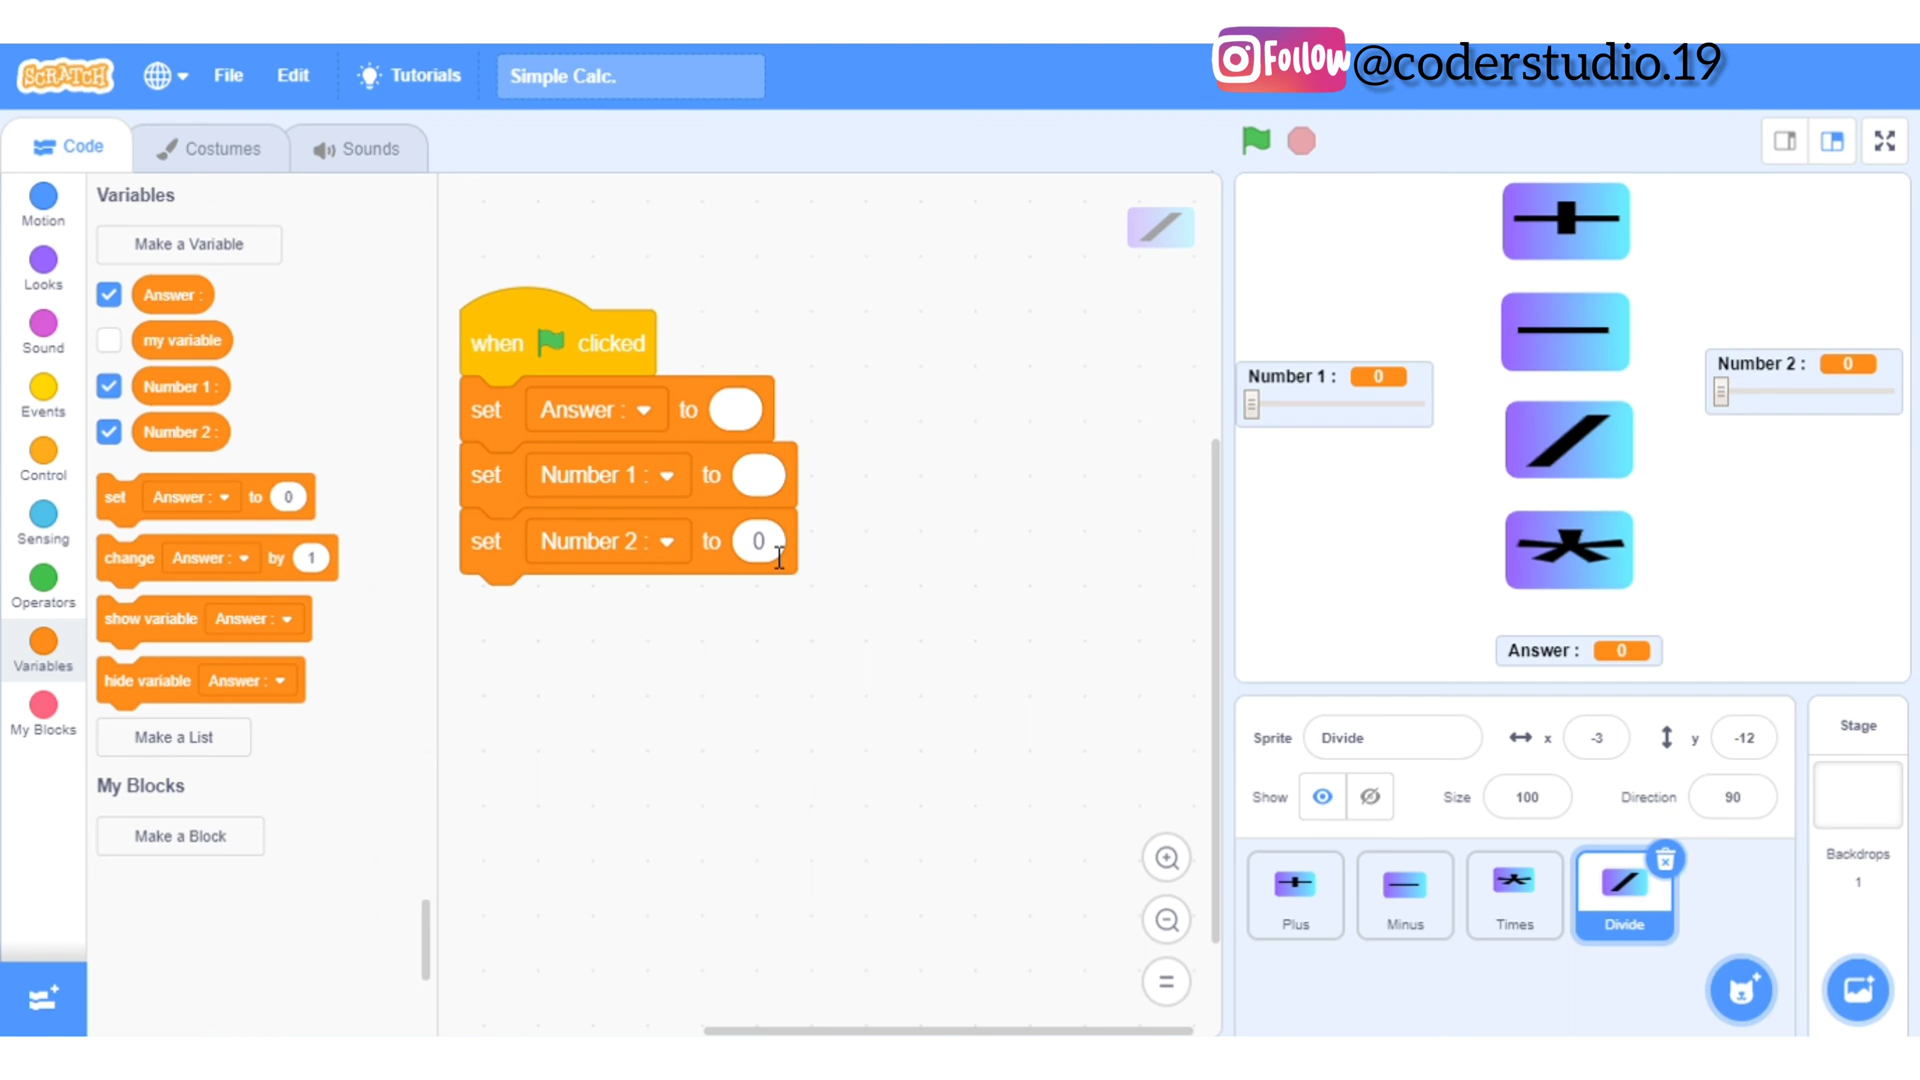 Follow @coderstudio.19
SCRATCH File Edit Tutorials Simple Calc.
Code Costumes Sounds
Motion
Looks
Sound
Events
Control
Sensing
Operators
Variables
My Blocks
Variables
Make a Variable
Answer :
my variable
Number 1 :
Number 2 :
set Answer : to 0
change Answer : by 1
show variable Answer :
hide variable Answer :
Make a List
My Blocks
Make a Block
when clicked
set Answer : to
set Number 1 : to
set Number 2 : to 0
Number 1 : 0
Number 2 : 0
Answer : 0
Sprite Divide x -3 y -12
Show Size 100 Direction 90
Plus
Minus
Times
Divide
Stage
Backdrops
1